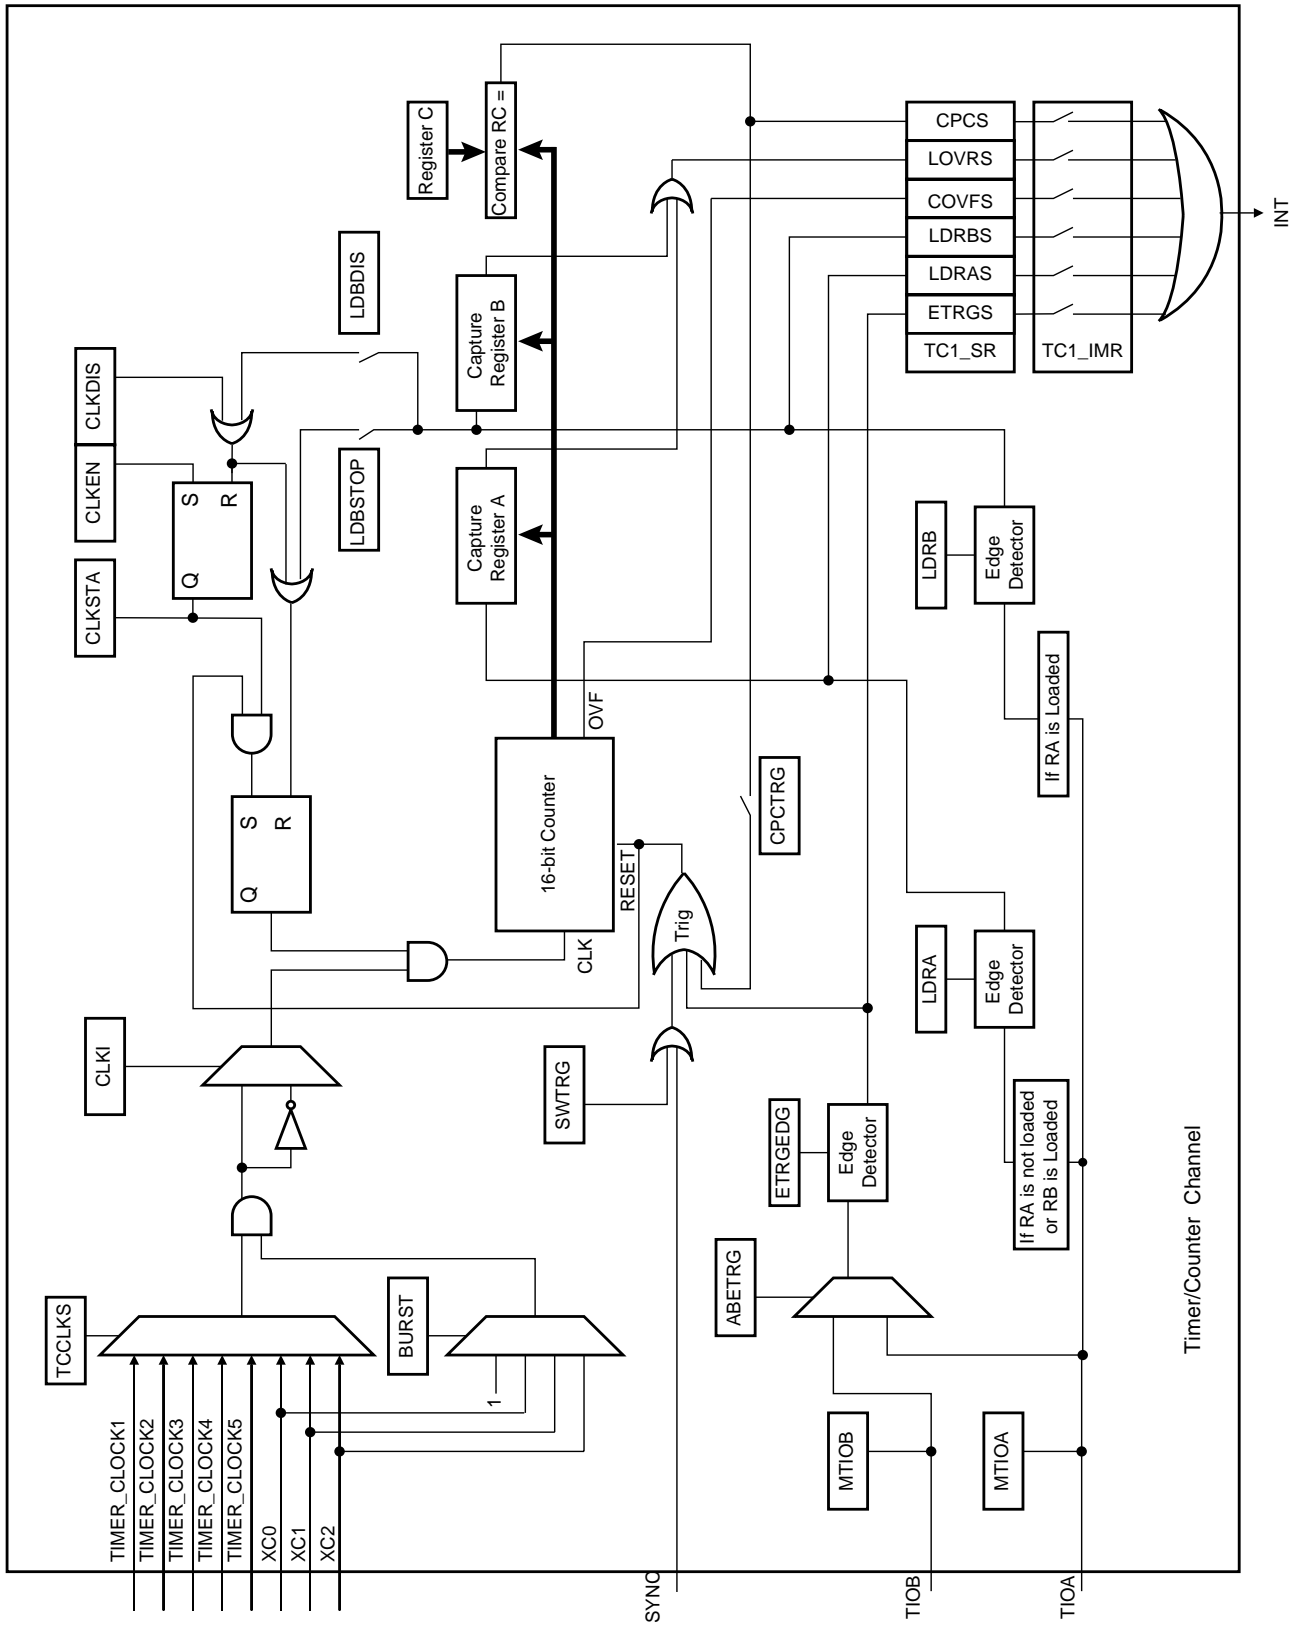 TCCLKS
TIMER_CLOCK1
TIMER_CLOCK2
TIMER_CLOCK3
TIMER_CLOCK4
TIMER_CLOCK5
XC0
XC1
XC2
BURST
1
CLKI
CLKSTA
CLKEN
CLKDIS
Q
S
R
Q
S
R
LDBSTOP
LDBDIS
Register C
Capture
Register A
Capture
Register B
Compare RC =
16-bit Counter
CLK
RESET
OVF
SWTRG
Trig
CPCTRG
SYNC
ABETRG
ETRGEDG
Edge
Detector
MTIOB
TIOB
MTIOA
TIOA
LDRA
Edge
Detector
If RA is not loaded
or RB is Loaded
LDRB
Edge
Detector
If RA is Loaded
CPCS
LOVRS
COVFS
LDRBS
LDRAS
ETRGS
TC1_SR
TC1_IMR
INT
Timer/Counter Channel